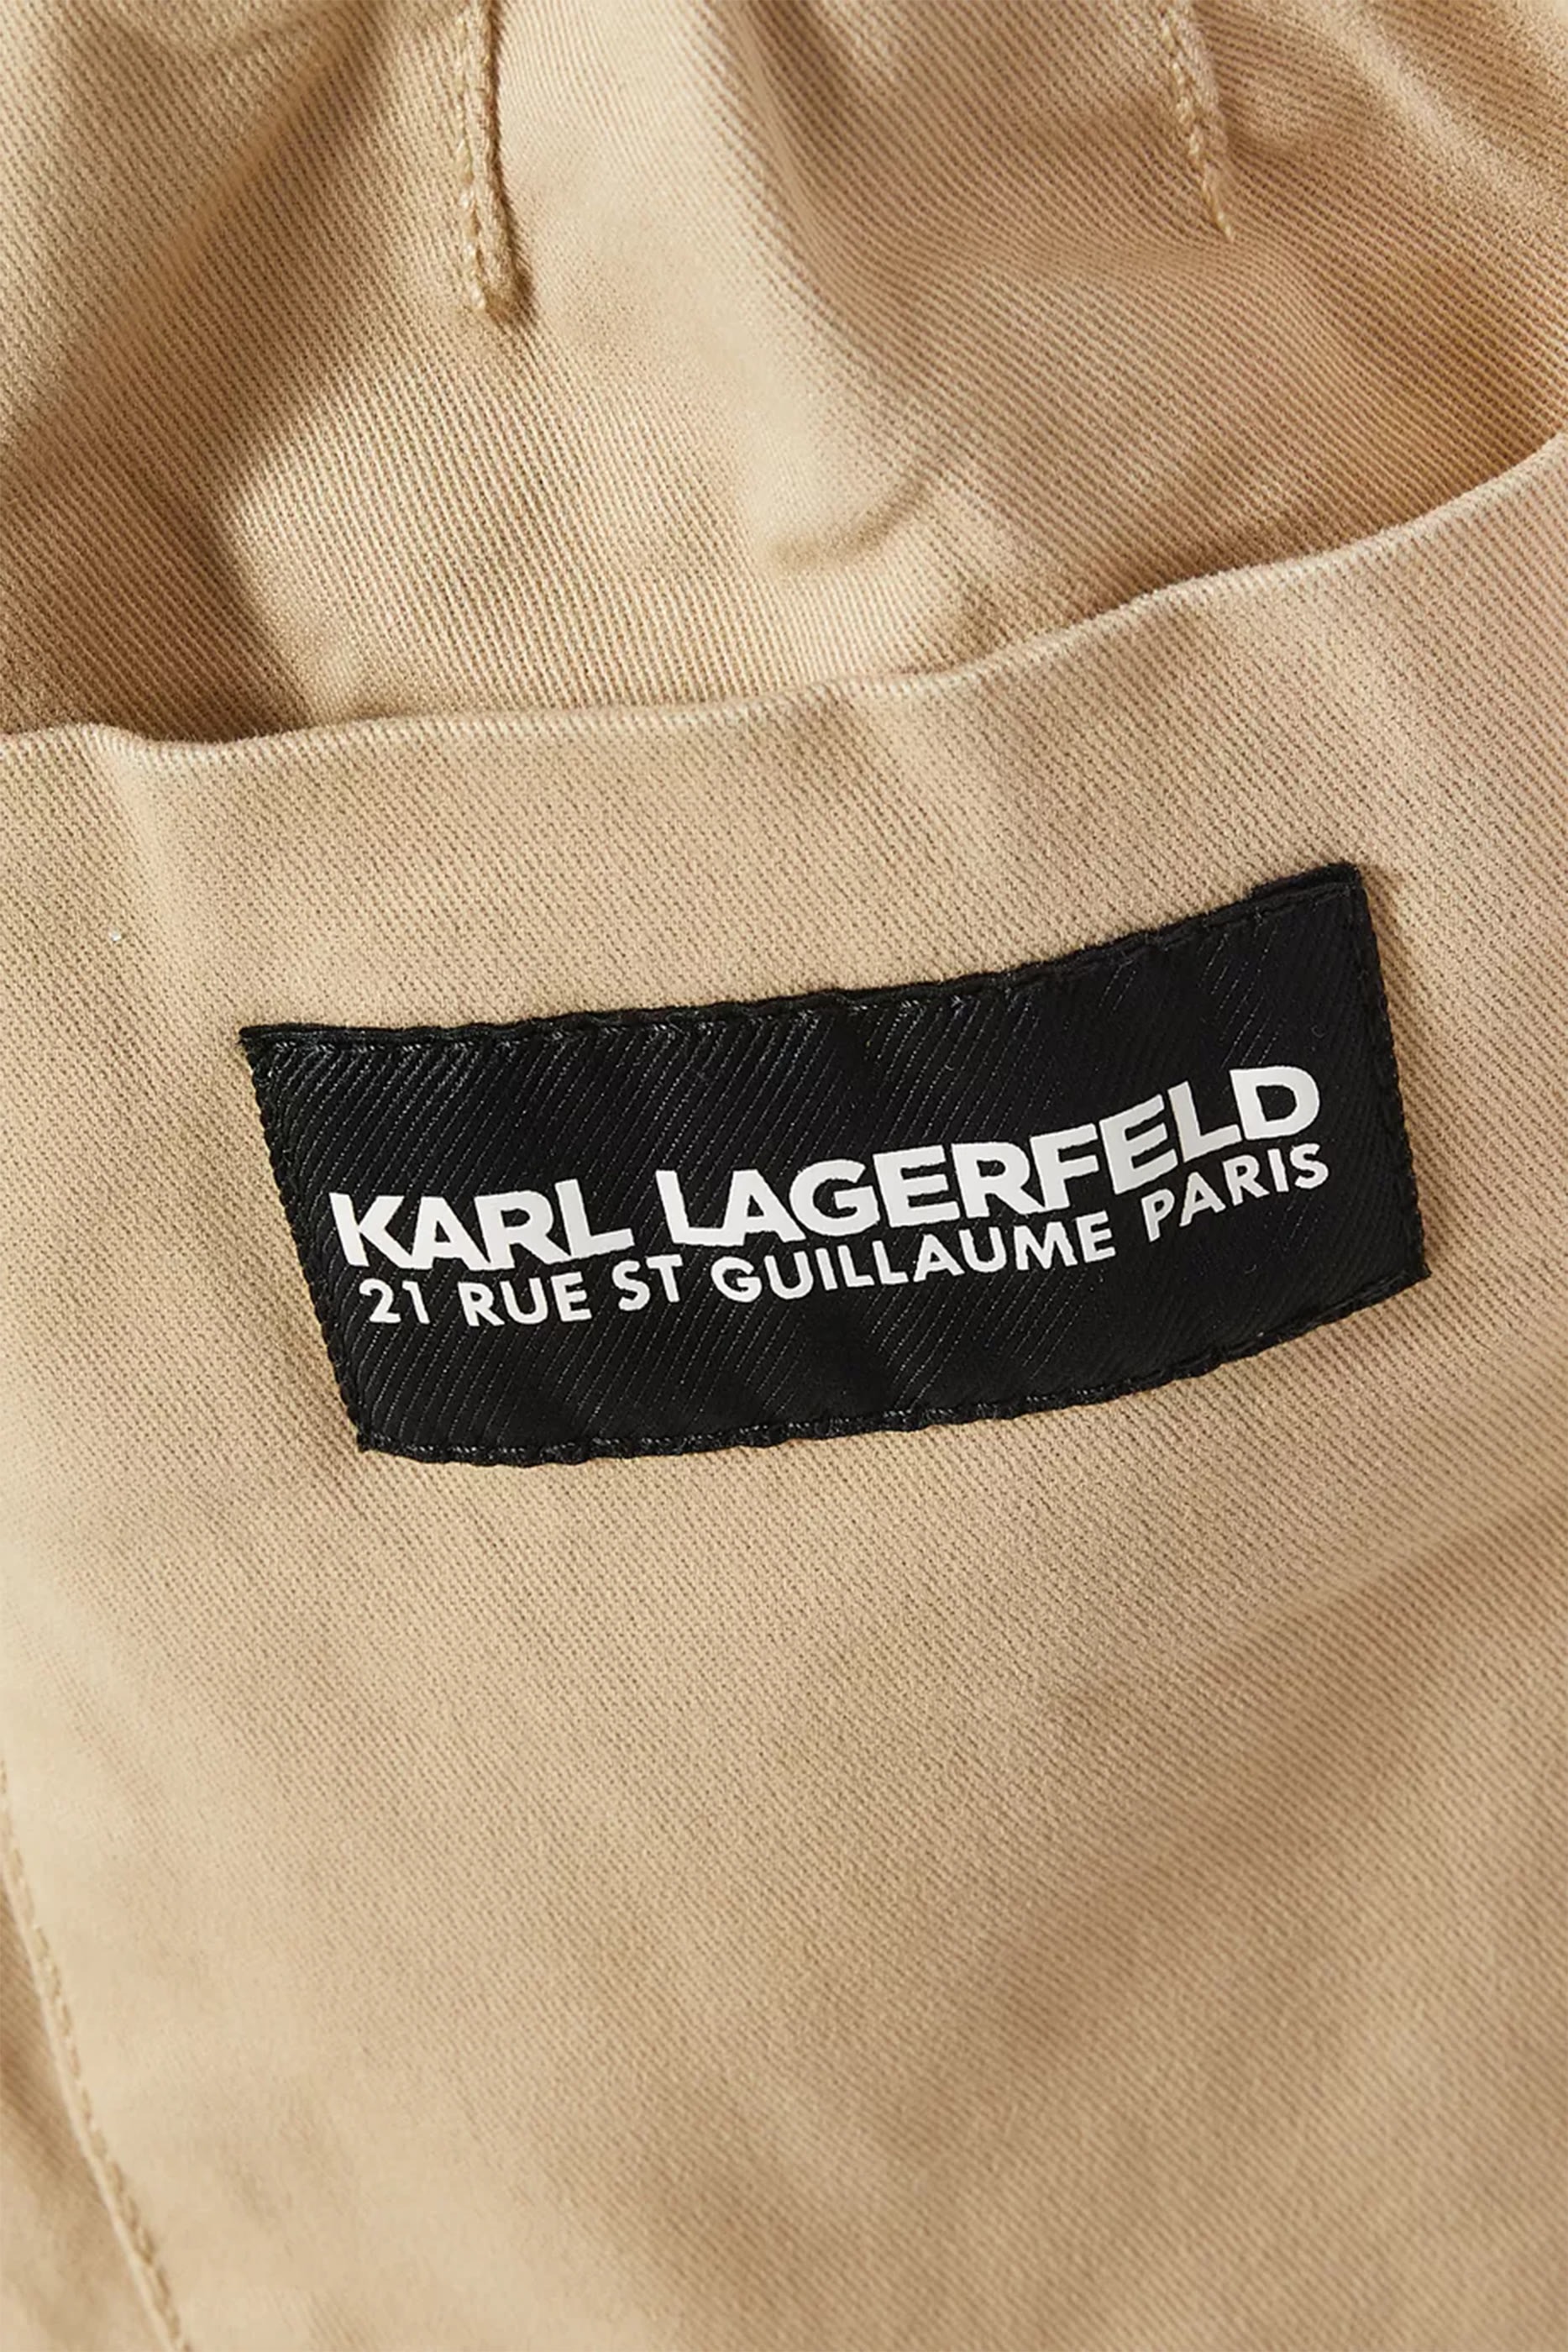 KARL LAGERFELD
21 RUE ST GUILLAUME PARIS